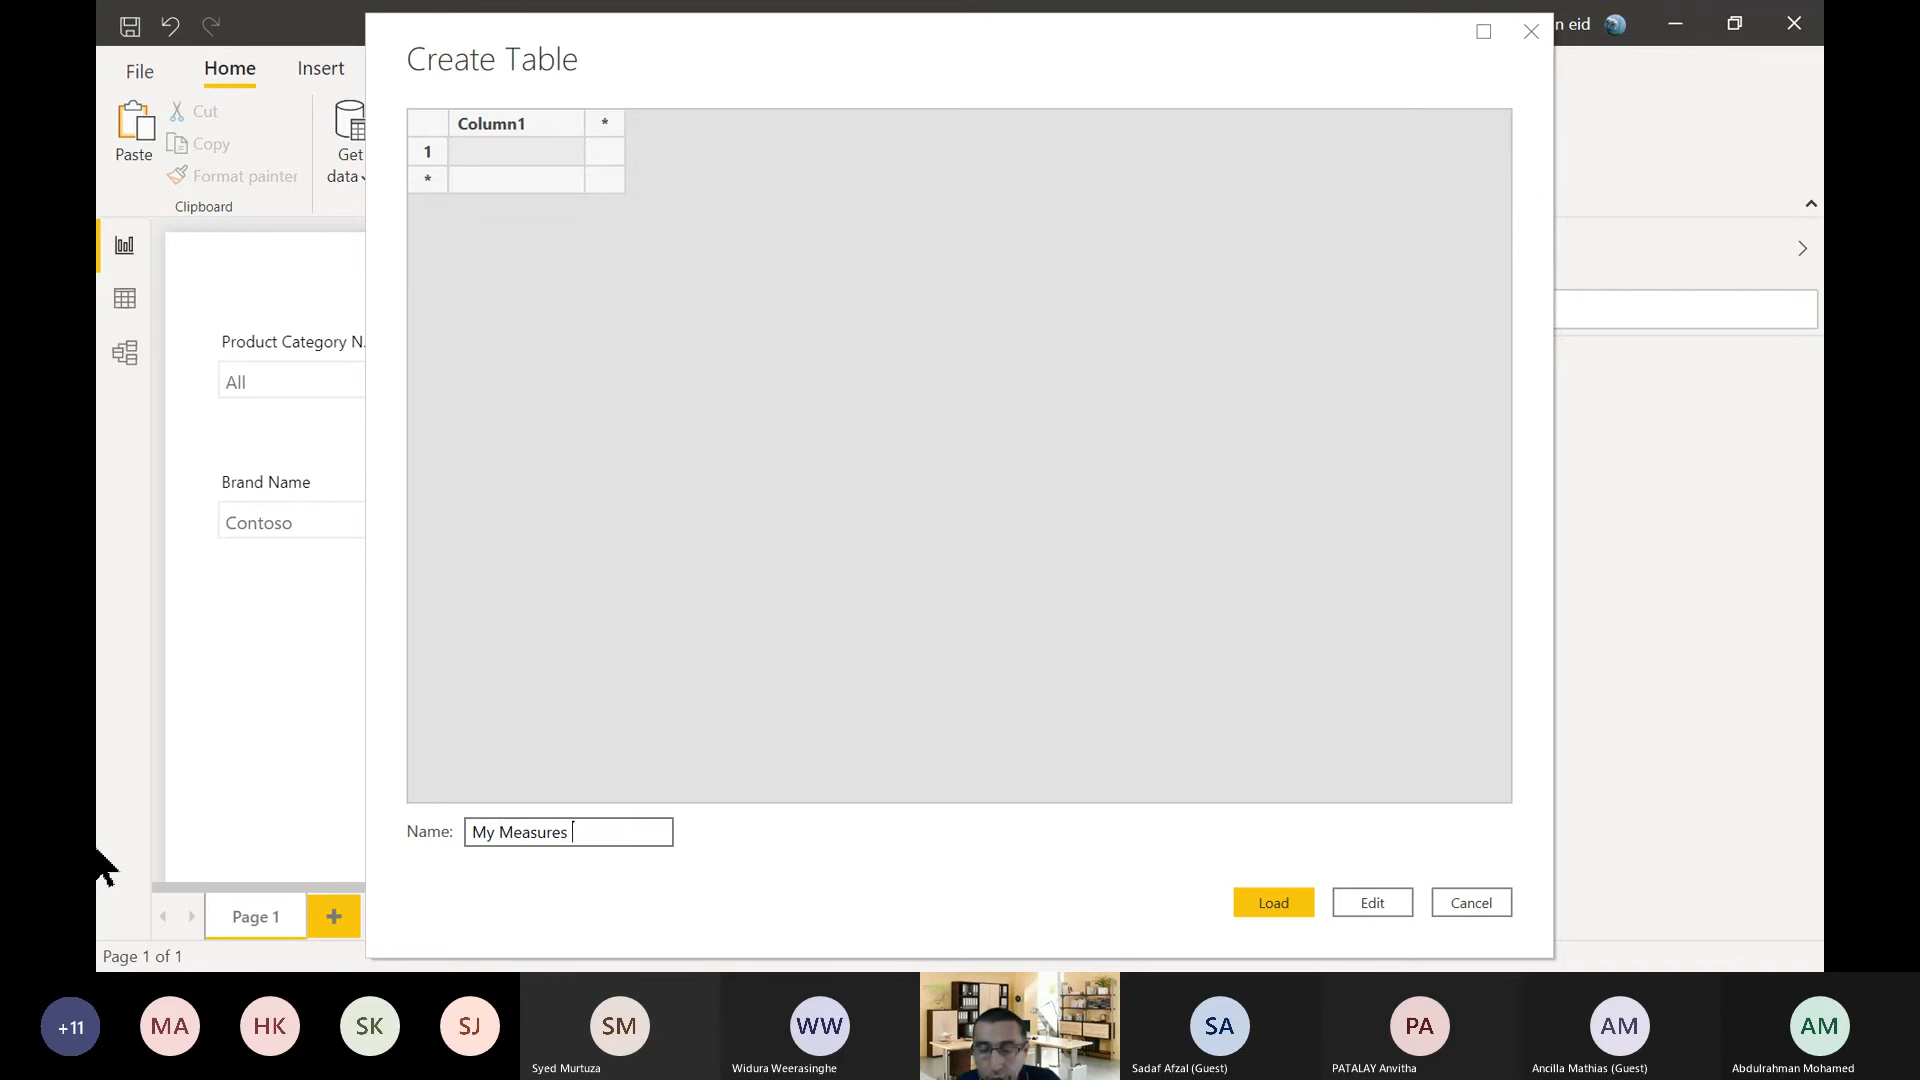 n eid
Create Table
File
Home
Insert
Cut
Copy
Paste
Format painter
Get
data
Clipboard
Column1
*
1
*
Product Category N.
All
Brand Name
Contoso
Name:
My Measures
Load
Edit
Cancel
Page 1
Page 1 of 1
+11
MA
HK
SK
SJ
SM
WW
SA
PA
AM
AM
Syed Murtuza
Widura Weerasinghe
Sadaf Afzal (Guest)
PATALAY Anvitha
Ancilla Mathias (Guest)
Abdulrahman Mohamed